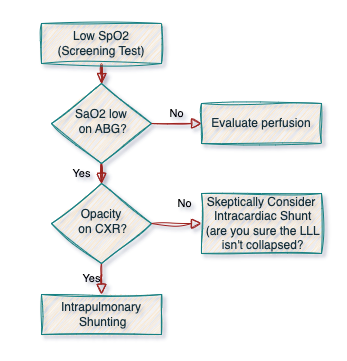 Low SpO2
(Screening Test)
SaO2 low
on ABG?
No
Evaluate perfusion
Yes
Opacity
on CXR?
No
Skeptically Consider
Intracardiac Shunt
(are you sure the LLL
isn't collapsed?
Yes
Intrapulmonary
Shunting